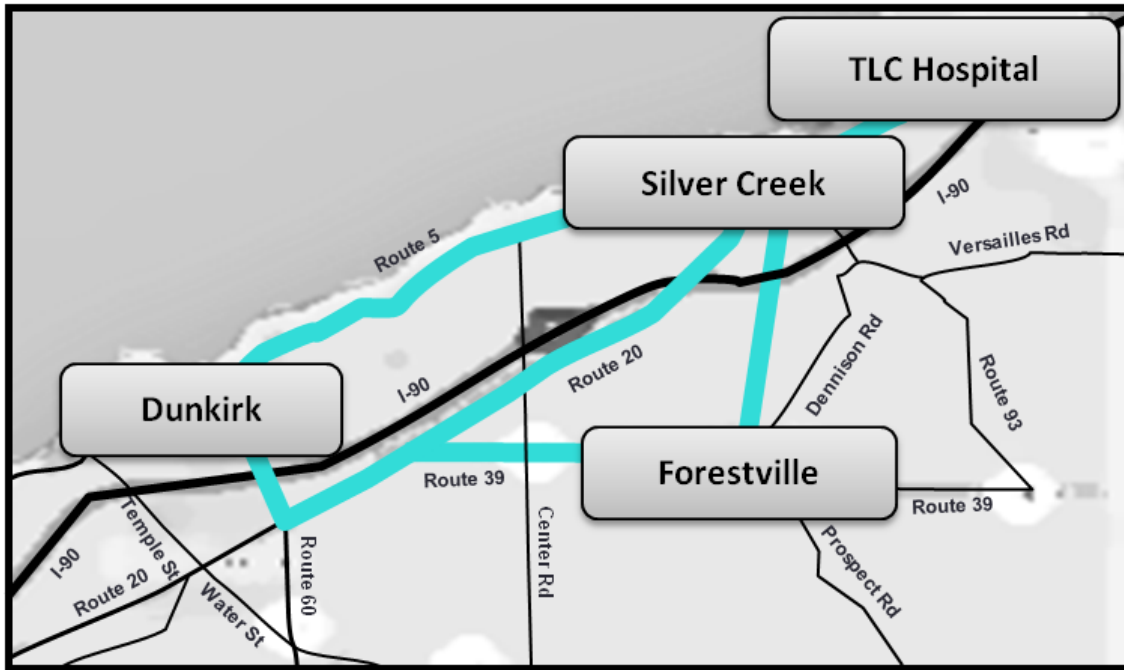 TLC Hospital
Silver Creek
I-90
Versailles Rd
Route 5
Route 20
Dennison Rd
Route 93
I-90
Dunkirk
Forestville
Route 39
Route 39
Temple St
Center Rd
Prospect Rd
I-90
Route 20
Water St
Route 60